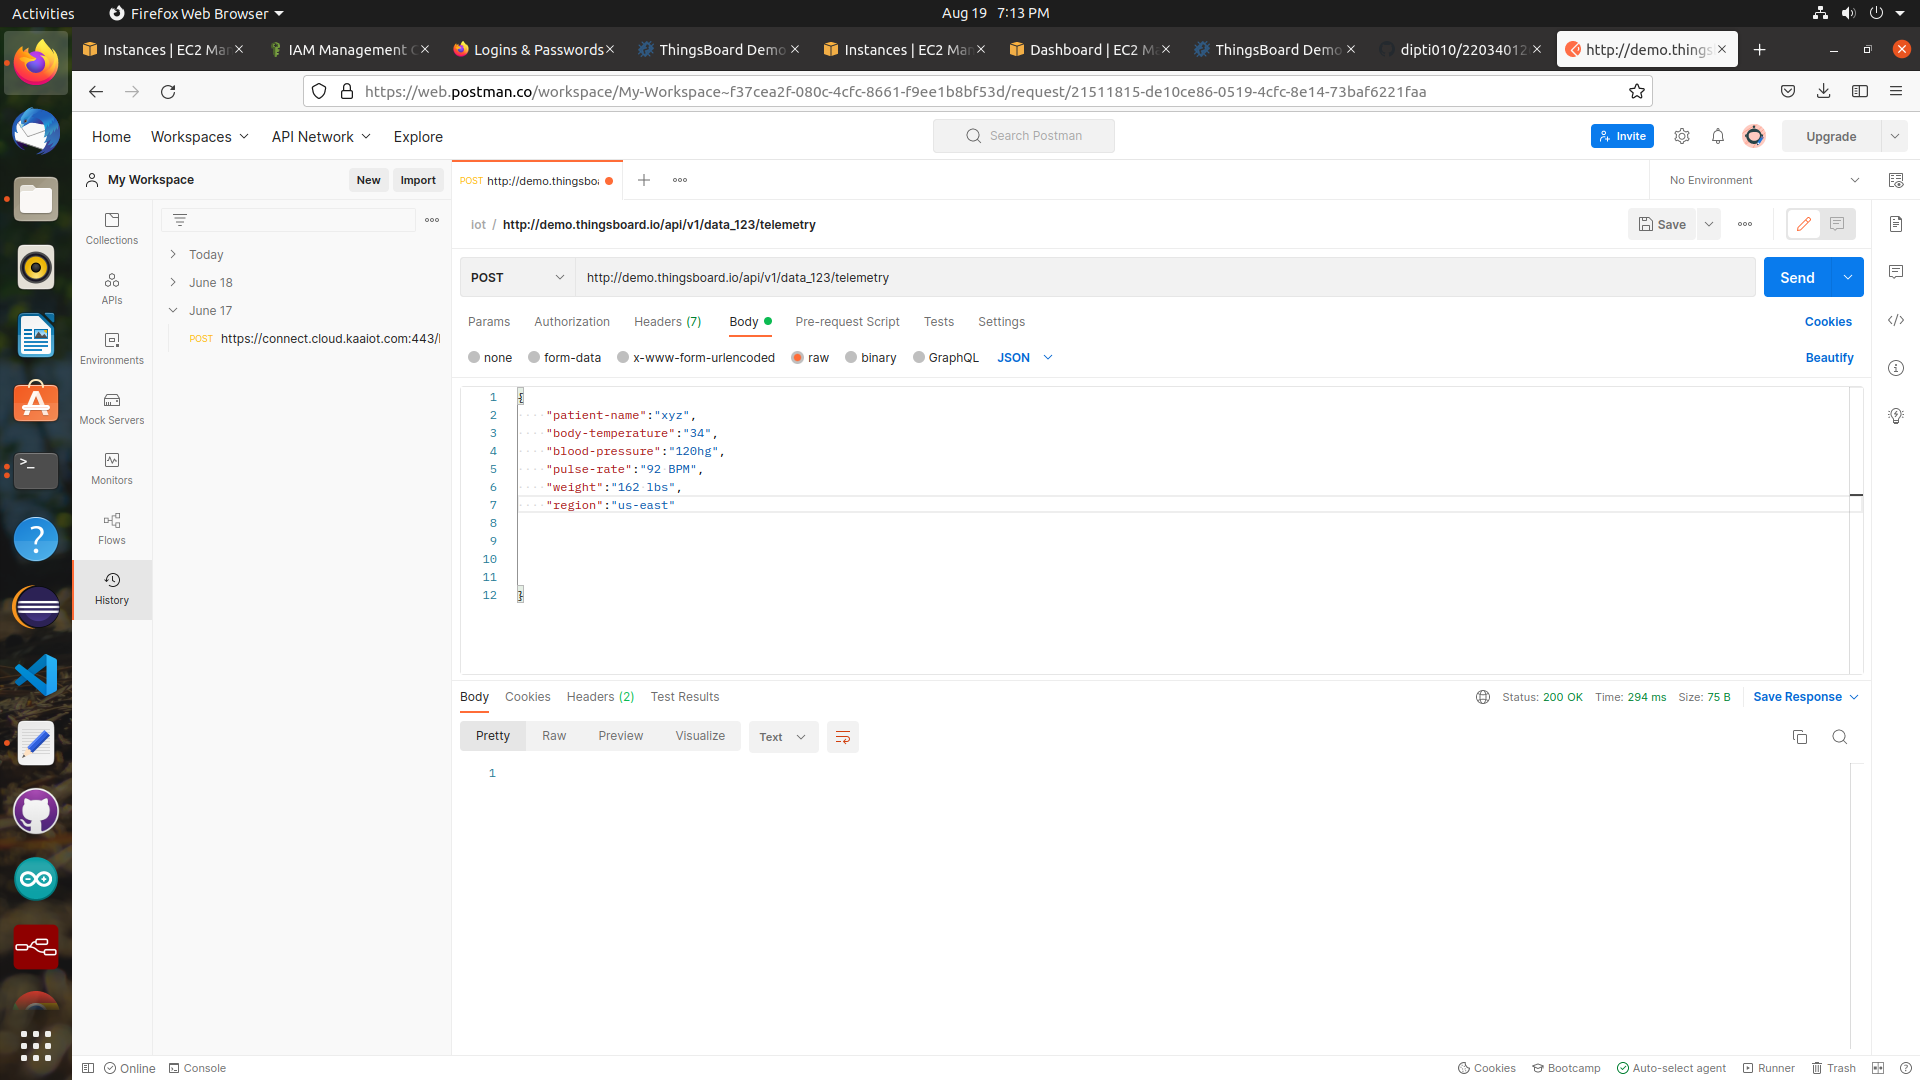 Activities
Firefox Web Browser
Aug 19 7:13 PM
Instances | EC2 Mar
IAM Management C
Logins & Passwords
ThingsBoard Demo
Instances | EC2 Mar
Dashboard | EC2 Ma
ThingsBoard Demo
dipti010/22034012
http://demo.things
https://web.postman.co/workspace/My-Workspace~f37cea2f-080c-4cfc-8661-f9ee1b8bf53d/request/21511815-de10ce86-0519-4cfc-8e14-73baf6221faa
Home
Workspaces
API Network
Explore
Search Postman
Invite
Upgrade
My Workspace
New
Import
POST http://demo.thingsboa
No Environment
Collections
APIs
Environments
Mock Servers
Monitors
Flows
History
Today
June 18
June 17
POST https://connect.cloud.kaaiot.com:443/
Iot / http://demo.thingsboard.io/api/v1/data_123/telemetry
Save
POST
http://demo.thingsboard.io/api/v1/data_123/telemetry
Send
Params
Authorization
Headers (7)
Body
Pre-request Script
Tests
Settings
Cookies
none
form-data
x-www-form-urlencoded
raw
binary
GraphQL
JSON
Beautify
1 {
2 "patient-name":"xyz",
3 "body-temperature":"34",
4 "blood-pressure":"120hg",
5 "pulse-rate":"92 BPM",
6 "weight":"162 lbs",
7 "region":"us-east"
8
9
10
11
12 }
Body
Cookies
Headers (2)
Test Results
Status: 200 OK
Time: 294 ms
Size: 75 B
Save Response
Pretty
Raw
Preview
Visualize
Text
1
Online
Console
Cookies
Bootcamp
Auto-select agent
Runner
Trash